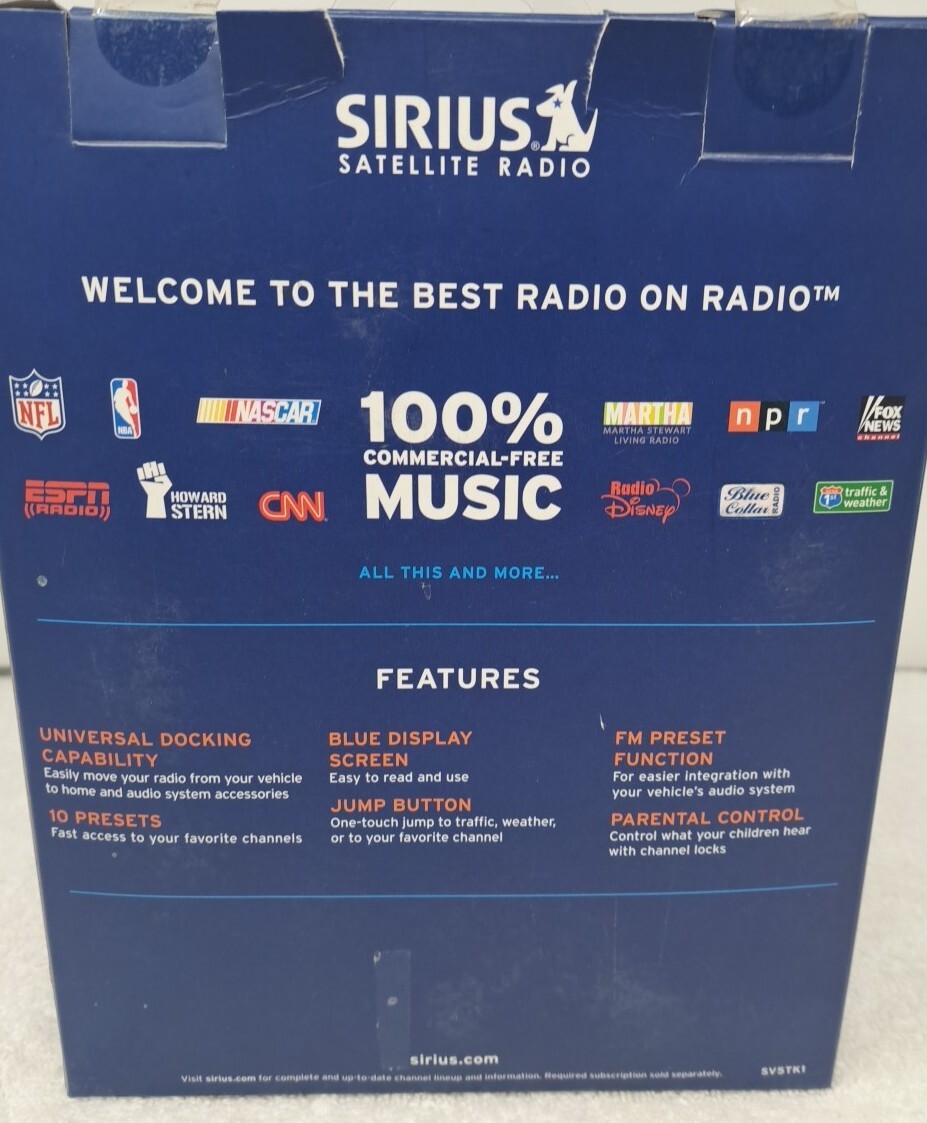 SIRIUS®
SATELLITE RADIO
WELCOME TO THE BEST RADIO ON RADIO™
NFL
NBA
NASCAR
100%
COMMERCIAL-FREE
MUSIC
MARTHA
MARTHA STEWART
LIVING RADIO
npr
FOX
NEWS
channel
ESPN
((RADIO))
HOWARD
STERN
CNN
Radio
Disney
Blue
Collar
RADIO
1st
traffic &
weather
ALL THIS AND MORE...
FEATURES
UNIVERSAL DOCKING
CAPABILITY
Easily move your radio from your vehicle
to home and audio system accessories
10 PRESETS
Fast access to your favorite channels
BLUE DISPLAY
SCREEN
Easy to read and use
JUMP BUTTON
One-touch jump to traffic, weather,
or to your favorite channel
FM PRESET
FUNCTION
For easier integration with
your vehicle's audio system
PARENTAL CONTROL
Control what your children hear
with channel locks
sirius.com
Visit sirius.com for complete and up-to-date channel lineup and information. Required subscription sold separately.
SV5TK1